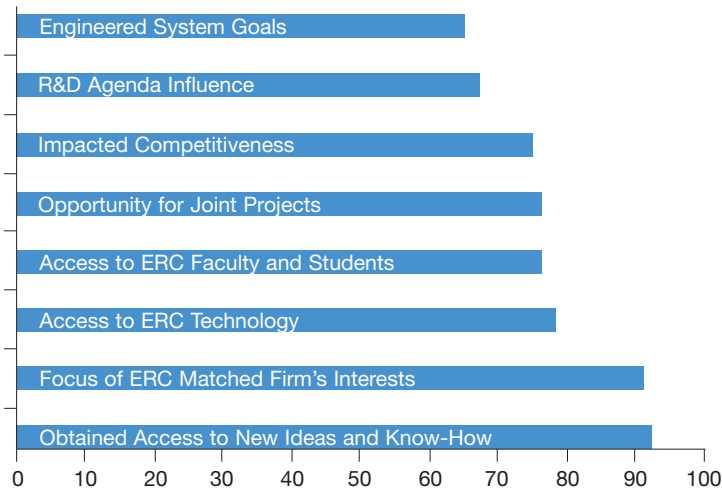 Engineered System Goals
R&D Agenda Influence
Impacted Competitiveness
Opportunity for Joint Projects
Access to ERC Faculty and Students
Access to ERC Technology
Focus of ERC Matched Firm’s Interests
Obtained Access to New Ideas and Know-How
0 10 20 30 40 50 60 70 80 90 100